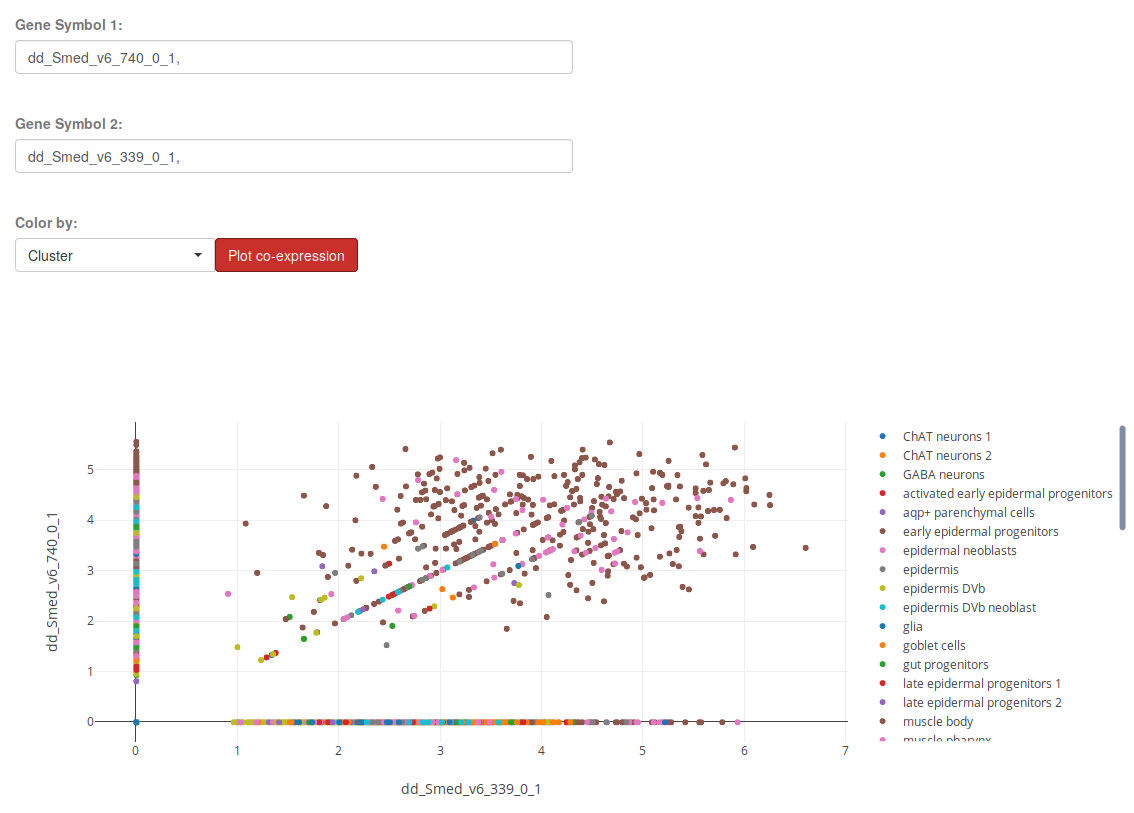 Gene Symbol 1:
dd_Smed_v6_740_0_1,
Gene Symbol 2:
dd_Smed_v6_339_0_1,
Color by:
Cluster
Plot co-expression
dd_Smed_v6_740_0_1
5
4
3
2
1
0
0 1 2 3 4 5 6 7
dd_Smed_v6_339_0_1
ChAT neurons 1
ChAT neurons 2
GABA neurons
activated early epidermal progenitors
aqp+ parenchymal cells
early epidermal progenitors
epidermal neoblasts
epidermis
epidermis DVb
epidermis DVb neoblast
glia
goblet cells
gut progenitors
late epidermal progenitors 1
late epidermal progenitors 2
muscle body
muscle pharynx